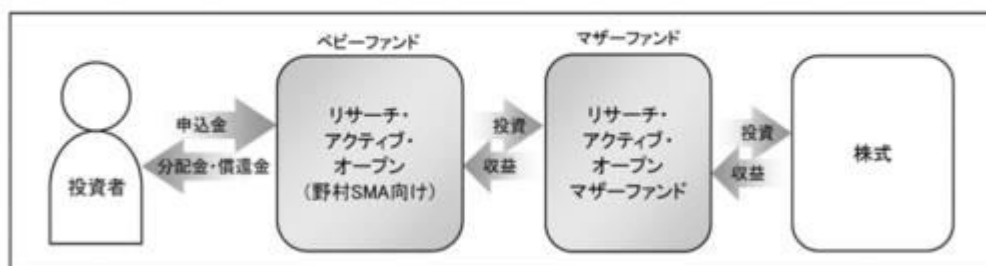 ベビーファンド
マザーファンド
投資者
申込金
分配金・償還金
リサーチ・
アクティブ・
オープン
(野村SMA向け)
投資
収益
リサーチ・
アクティブ・
オープン
マザーファンド
投資
収益
株式